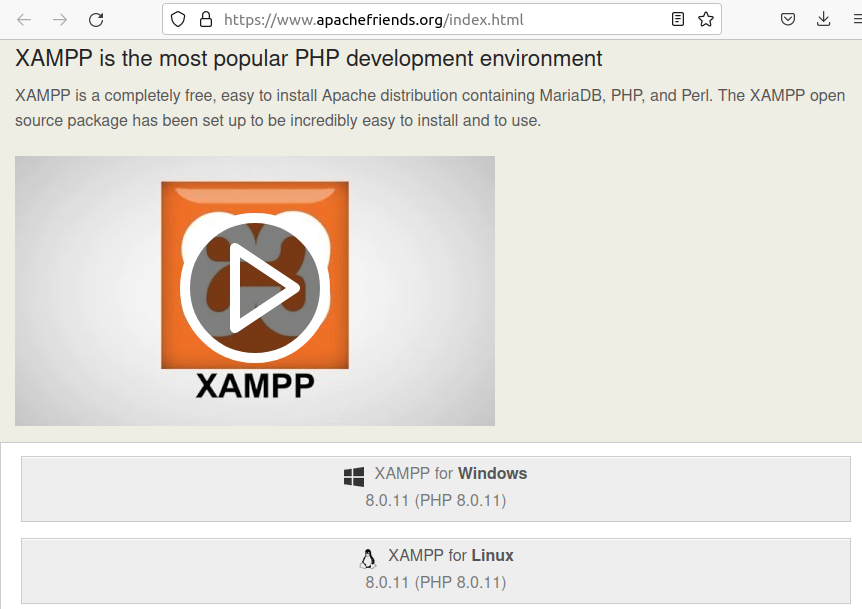 https://www.apachefriends.org/index.html
XAMPP is the most popular PHP development environment
XAMPP is a completely free, easy to install Apache distribution containing MariaDB, PHP, and Perl. The XAMPP open
source package has been set up to be incredibly easy to install and to use.
XAMPP
XAMPP for Windows
8.0.11 (PHP 8.0.11)
XAMPP for Linux
8.0.11 (PHP 8.0.11)